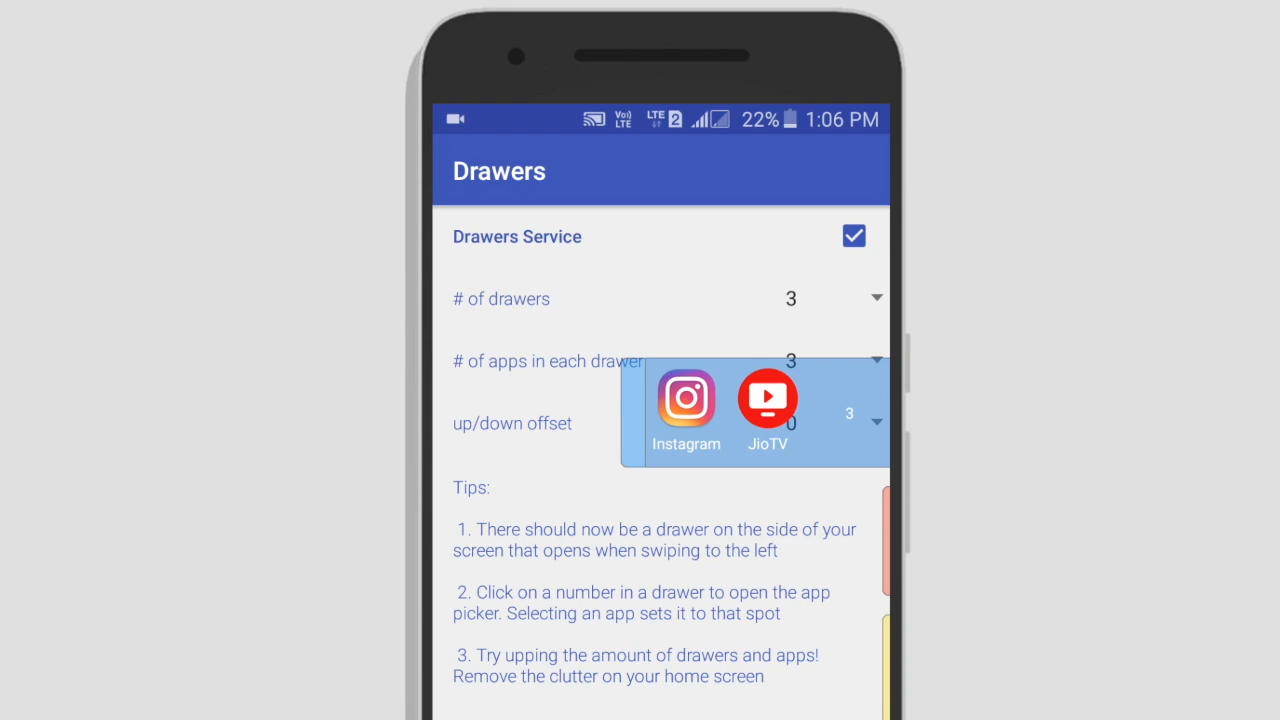 Vo)) LTE LTE 2 22% 1:06 PM
Drawers
Drawers Service
# of drawers 3
# of apps in each drawer 3
Instagram JioTV 3
up/down offset 0
Tips:
1. There should now be a drawer on the side of your
screen that opens when swiping to the left
2. Click on a number in a drawer to open the app
picker. Selecting an app sets it to that spot
3. Try upping the amount of drawers and apps!
Remove the clutter on your home screen